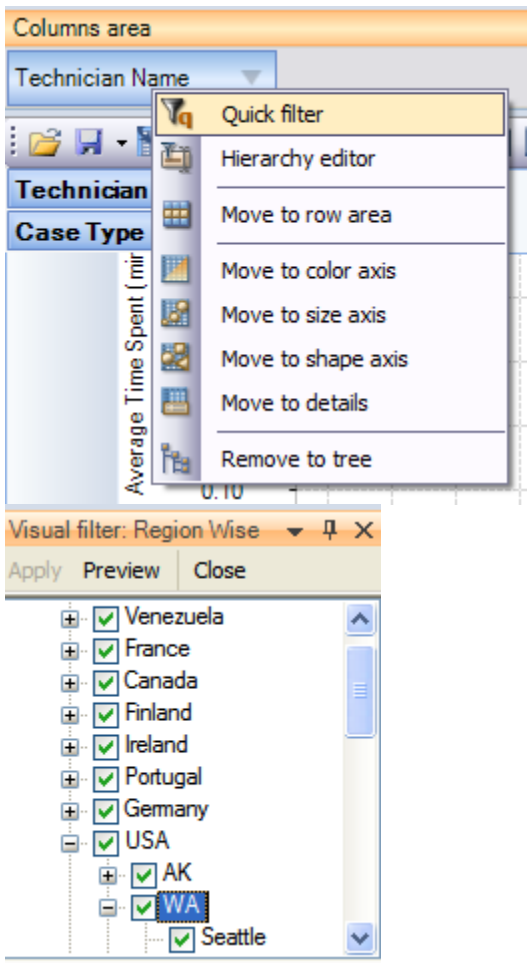 Columns area
Technician Name
Quick filter
Hierarchy editor
Technician
Move to row area
Case Type
Move to color axis
Move to size axis
Move to shape axis
Move to details
Remove to tree
Average Time Spent (mir
0.10
Visual filter: Region Wise
Apply Preview Close
Venezuela
France
Canada
Finland
Ireland
Portugal
Germany
USA
AK
WA
Seattle